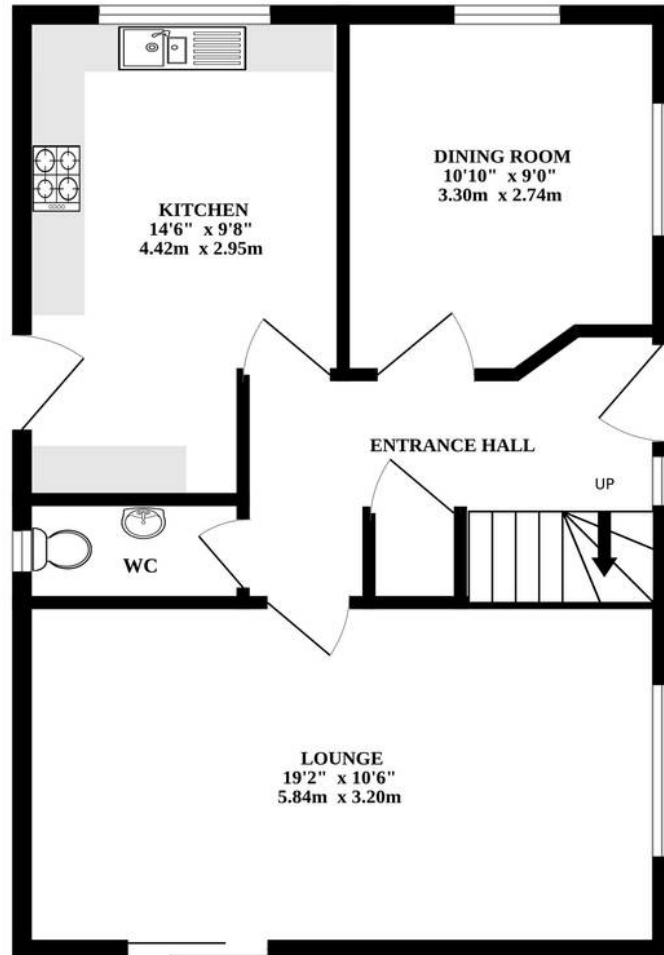 DINING ROOM
10'10" x 9'0"
3.30m x 2.74m
KITCHEN
14'6" x 9'8"
4.42m x 2.95m
ENTRANCE HALL
UP
WC
LOUNGE
19'2" x 10'6"
5.84m x 3.20m